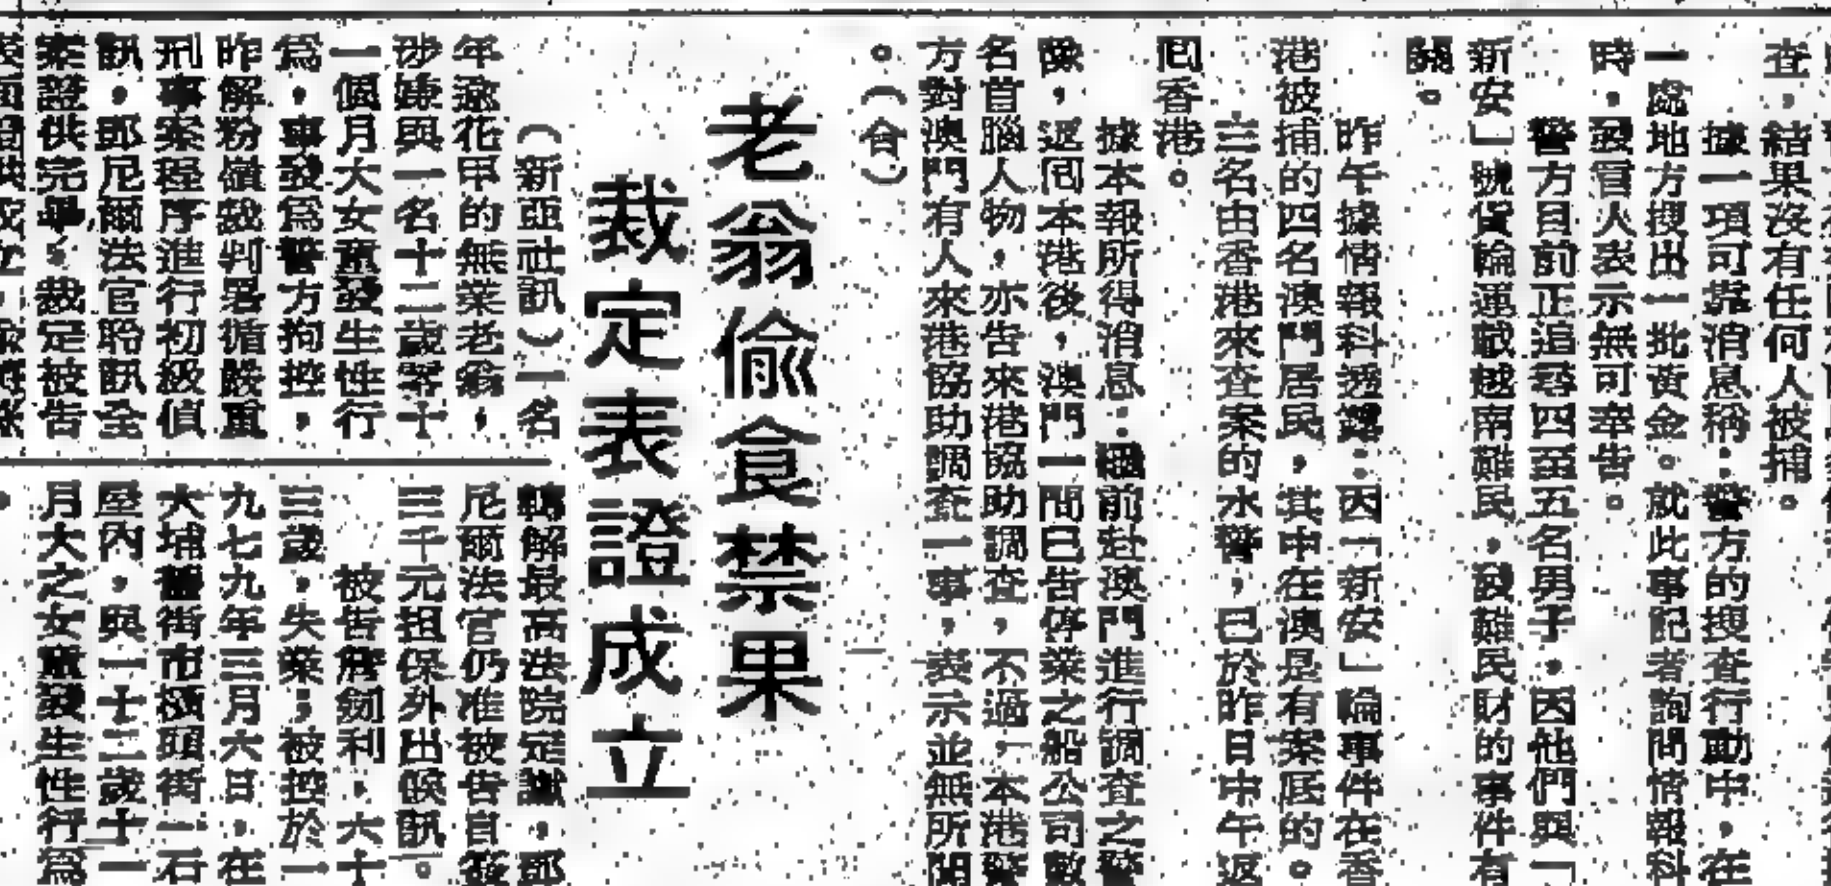 查，結果沒有任何人被捕。
據一項可靠消息稱：警方的搜查行動中，在
一處地方搜出一批黃金。就此事記者詢問情報科
時，設官人表示無可奉告。
警方目前正追尋四至五名男子，因他們與「
新安」號貨輪運載越南難民，設難民財的事件有
關。
昨午據情報科透露：因「新安」輪事件在香
港被捕的四名澳門居民，其中在澳是有案底的。
三名由香港來查案的水警，已於昨日中午返
囘香港。
據本報所得消息：日前赴澳門進行調查之警
隊，返囘本港後，澳門一間已告停業之船公司數
名首腦人物，亦告來港協助調查，不過，本港警
方對澳門有人來港協助調查一事，表示並無所聞
。（合）
老翁偷食禁果
裁定表證成立
（新亞社訊）一名
年逾花甲的無業老翁，
涉嫌與一名十二歲零十
一個月大女童發生性行
爲，事發爲警方拘控，
昨解粉嶺裁判署循嚴重
刑事案程序進行初級偵
訊，鄧尼爾法官聆訊全
案證供完畢，裁定被告
轉解最高法院定讞，鄧
尼爾法官仍准被告自簽
三千元担保外出候訊。
被告 劍利，六十
三歲，失業；被控於一
九七九年三月六日，在
大埔舊街市橫頭街一石
屋內，與一十二歲十一
月大之女童發生性行爲